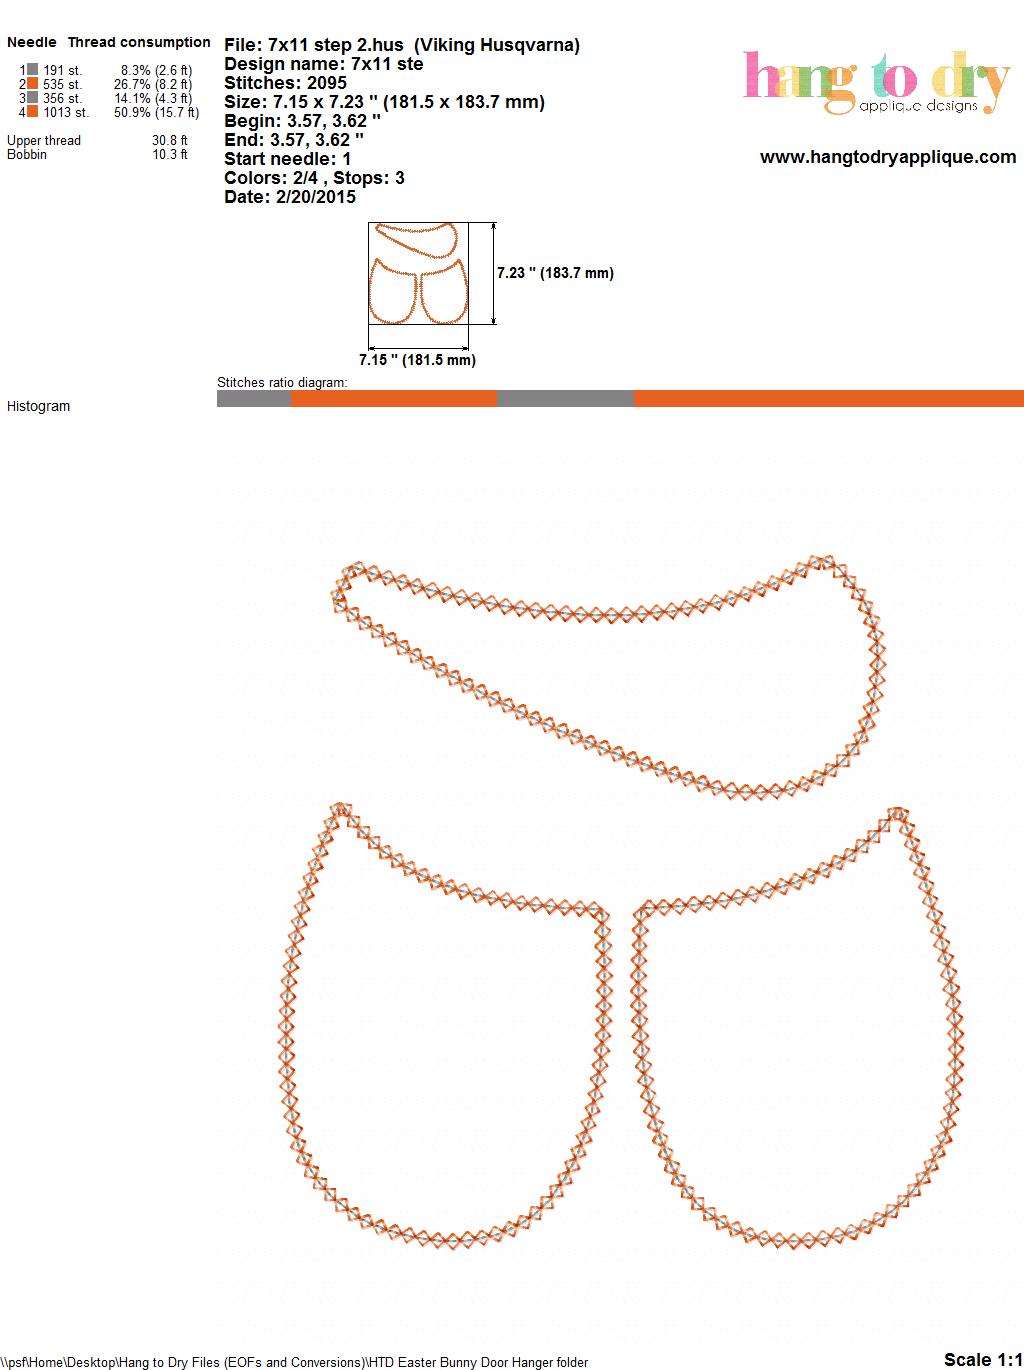 Needle Thread consumption
1 191 st. 8.3% (2.6 ft)
2 535 st. 26.7% (8.2 ft)
3 356 st. 14.1% (4.3 ft)
4 1013 st. 50.9% (15.7 ft)
Upper thread 30.8 ft
Bobbin 10.3 ft
File: 7x11 step 2.hus (Viking Husqvarna)
Design name: 7x11 ste
Stitches: 2095
Size: 7.15 x 7.23 " (181.5 x 183.7 mm)
Begin: 3.57, 3.62 "
End: 3.57, 3.62 "
Start needle: 1
Colors: 2/4 , Stops: 3
Date: 2/20/2015
hang to dry
applique designs
www.hangtodryapplique.com
7.23 " (183.7 mm)
7.15 " (181.5 mm)
Stitches ratio diagram:
Histogram
\\psf\Home\Desktop\Hang to Dry Files (EOFs and Conversions)\HTD Easter Bunny Door Hanger folder
Scale 1:1